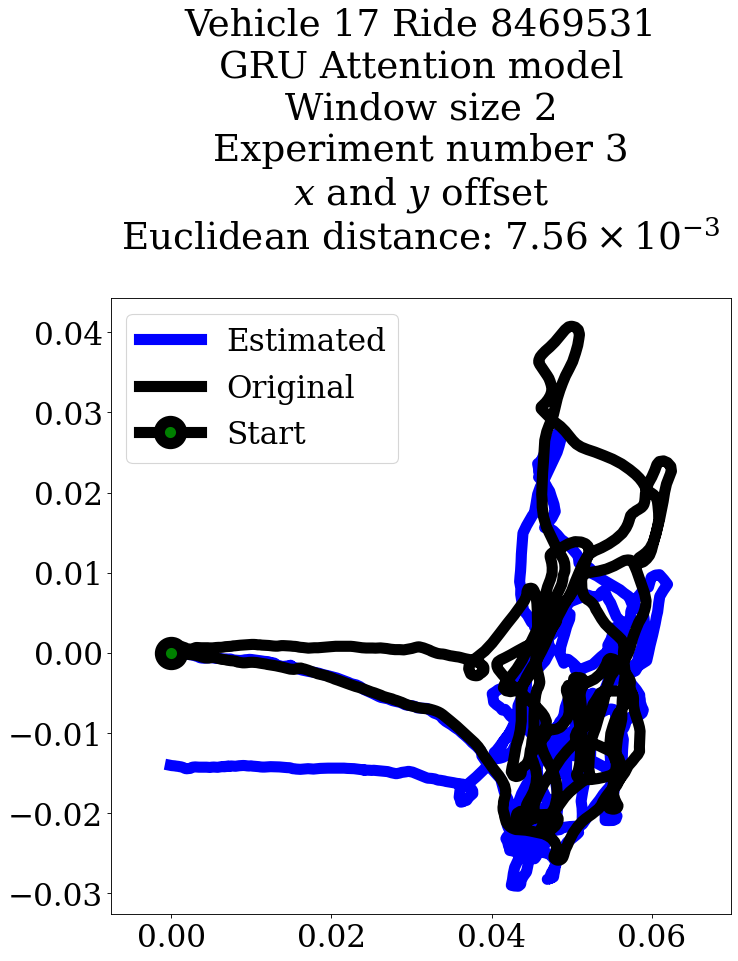 Vehicle 17 Ride 8469531
GRU Attention model
Window size 2
Experiment number 3
x and y offset
Euclidean distance: 7.56 × 10⁻³
Estimated
Original
Start
0.04
0.03
0.02
0.01
0.00
−0.01
−0.02
−0.03
0.00 0.02 0.04 0.06